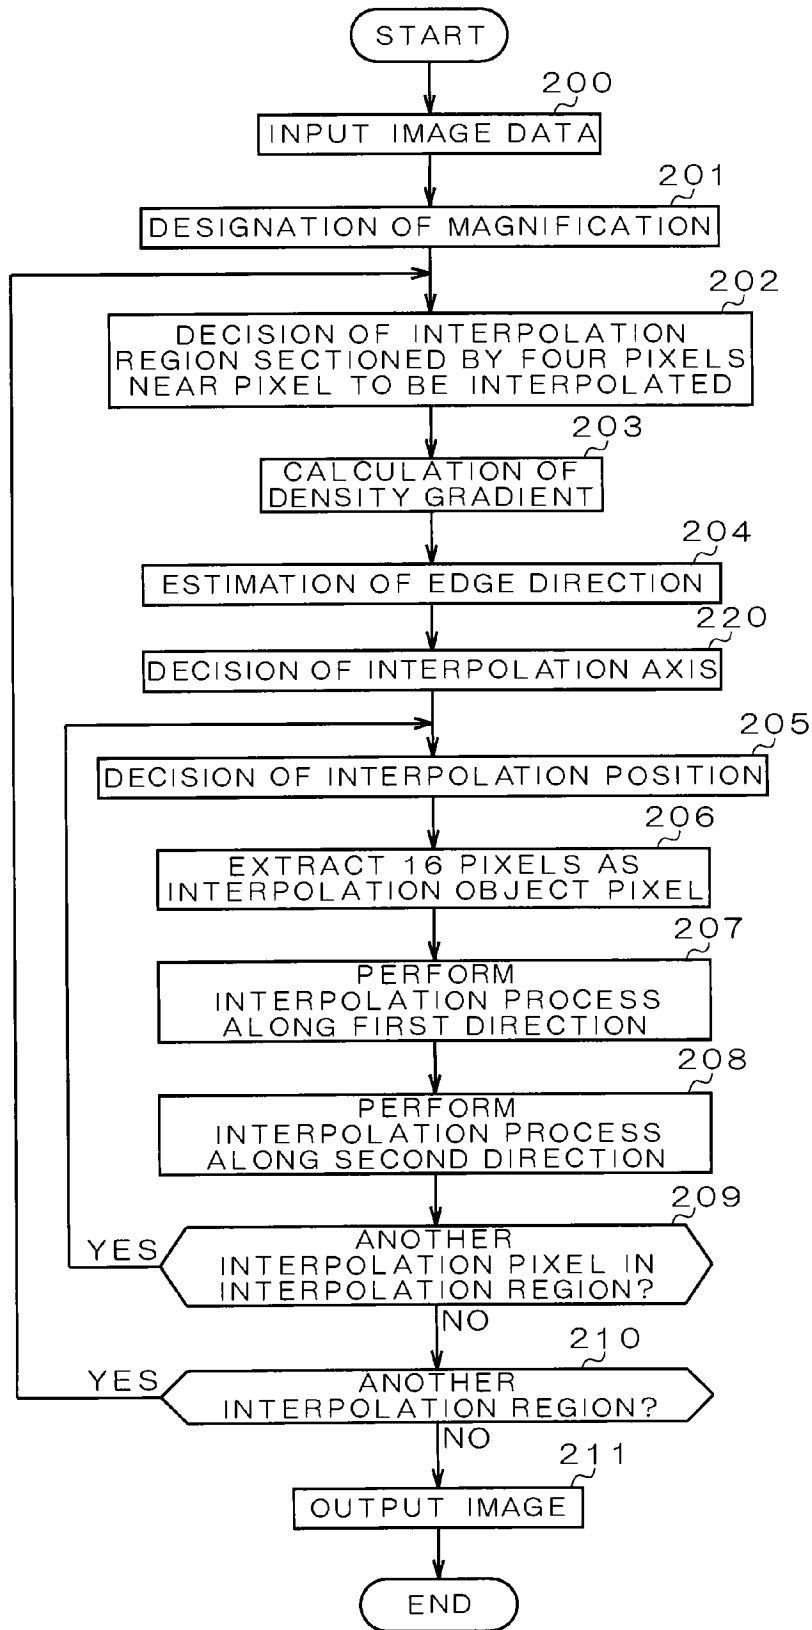 START
200
INPUT IMAGE DATA
201
DESIGNATION OF MAGNIFICATION
202
DECISION OF INTERPOLATION
REGION SECTIONED BY FOUR PIXELS
NEAR PIXEL TO BE INTERPOLATED
203
CALCULATION OF
DENSITY GRADIENT
204
ESTIMATION OF EDGE DIRECTION
220
DECISION OF INTERPOLATION AXIS
205
DECISION OF INTERPOLATION POSITION
206
EXTRACT 16 PIXELS AS
INTERPOLATION OBJECT PIXEL
207
PERFORM
INTERPOLATION PROCESS
ALONG FIRST DIRECTION
208
PERFORM
INTERPOLATION PROCESS
ALONG SECOND DIRECTION
209
YES
ANOTHER
INTERPOLATION PIXEL IN
INTERPOLATION REGION?
NO
210
YES
ANOTHER
INTERPOLATION REGION?
NO
211
OUTPUT IMAGE
END